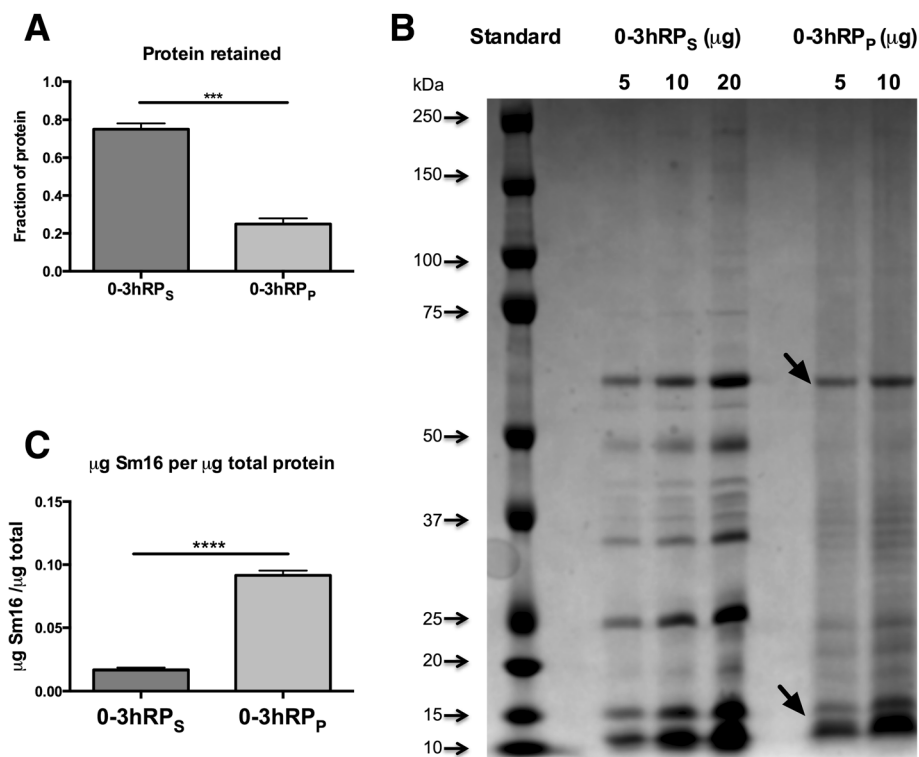 A
Protein retained
Fraction of protein
1.0
0.8
0.6
0.4
0.2
0.0
***
0-3hRPS
0-3hRPP
B
Standard
0-3hRPS (μg)
0-3hRPP (μg)
kDa
5 10 20
5 10
250
150
100
75
50
37
25
20
15
10
C
μg Sm16 per μg total protein
μg Sm16 /μg total
0.15
0.10
0.05
0.00
****
0-3hRPS
0-3hRPP